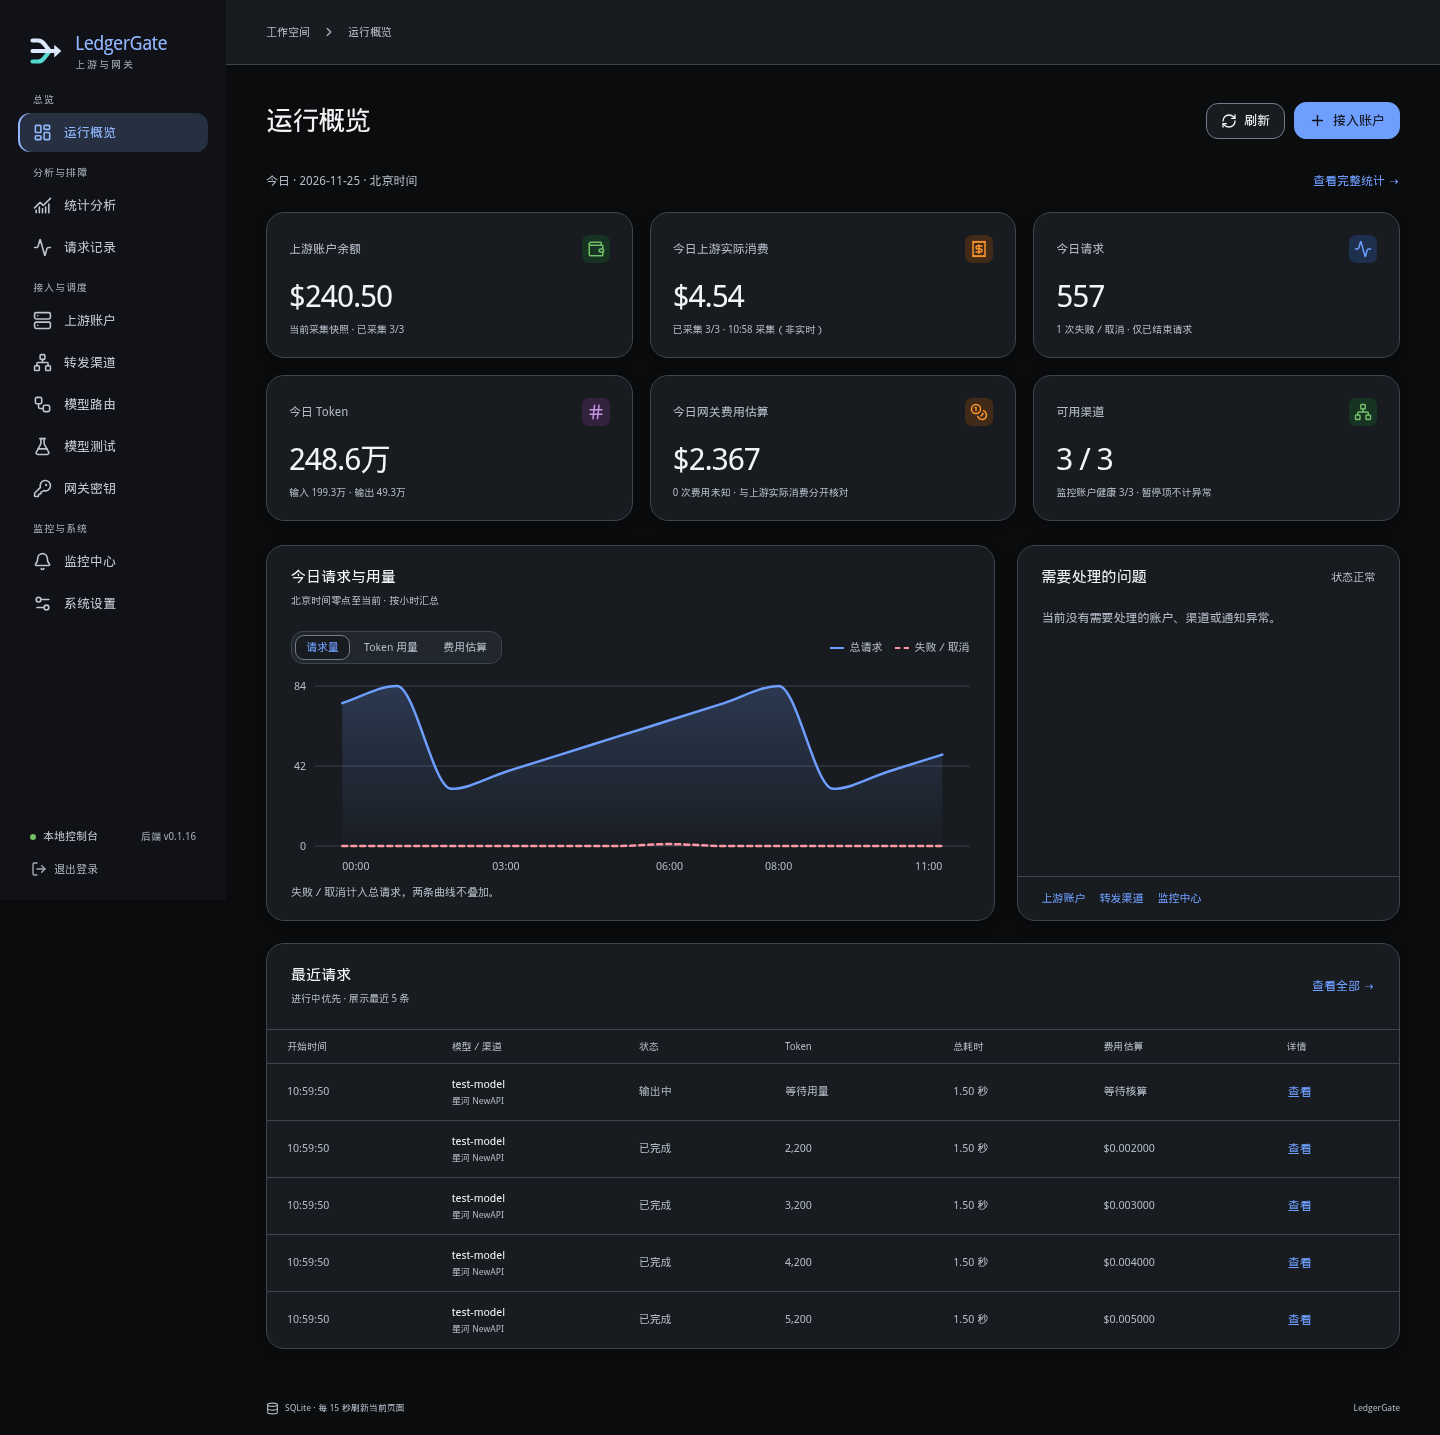 LedgerGate
上游与网关
总览
运行概览
分析与排障
统计分析
请求记录
接入与调度
上游账户
转发渠道
模型路由
模型测试
网关密钥
监控与系统
监控中心
系统设置
本地控制台 后端 v0.1.16
退出登录
工作空间 运行概览
运行概览
刷新 接入账户
今日 · 2026-11-25 · 北京时间 查看完整统计 →
上游账户余额
$240.50
当前采集快照 · 已采集 3/3
今日上游实际消费
$4.54
已采集 3/3 · 10:58 采集（非实时）
今日请求
557
1 次失败 / 取消 · 仅已结束请求
今日 Token
248.6万
输入 199.3万 · 输出 49.3万
今日网关费用估算
$2.367
0 次费用未知 · 与上游实际消费分开核对
可用渠道
3 / 3
监控账户健康 3/3 · 暂停项不计异常
今日请求与用量
北京时间零点至当前 · 按小时汇总
请求量 Token 用量 费用估算 总请求 失败 / 取消
84
42
0
00:00 03:00 06:00 08:00 11:00
失败 / 取消计入总请求，两条曲线不叠加。
需要处理的问题 状态正常
当前没有需要处理的账户、渠道或通知异常。
上游账户 转发渠道 监控中心
最近请求
进行中优先 · 展示最近 5 条
查看全部 →
开始时间 模型 / 渠道 状态 Token 总耗时 费用估算 详情
10:59:50 test-model 输出中 等待用量 1.50 秒 等待核算 查看
星河 NewAPI
10:59:50 test-model 已完成 2,200 1.50 秒 $0.002000 查看
星河 NewAPI
10:59:50 test-model 已完成 3,200 1.50 秒 $0.003000 查看
星河 NewAPI
10:59:50 test-model 已完成 4,200 1.50 秒 $0.004000 查看
星河 NewAPI
10:59:50 test-model 已完成 5,200 1.50 秒 $0.005000 查看
星河 NewAPI
SQLite · 每 15 秒刷新当前页面 LedgerGate